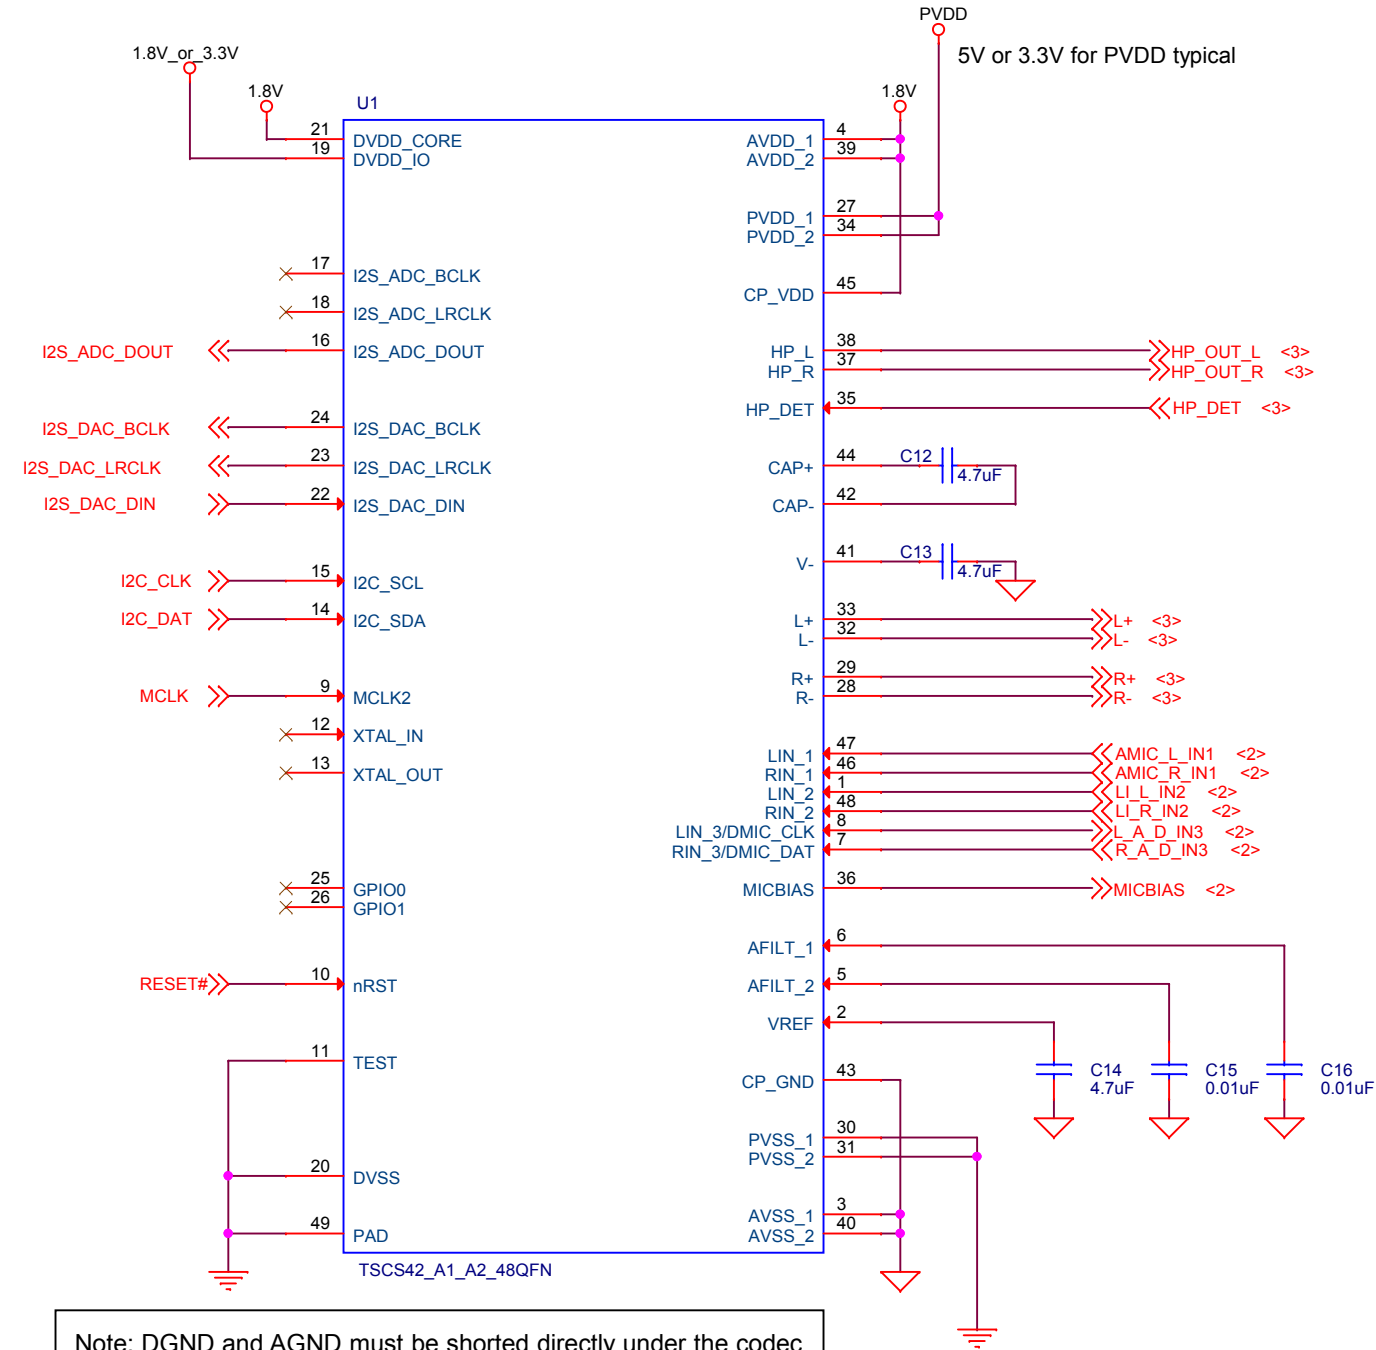 PVDD
5V or 3.3V for PVDD typical
1.8V_or_3.3V
1.8V
1.8V
U1
21 DVDD_CORE
19 DVDD_IO
17 I2S_ADC_BCLK
18 I2S_ADC_LRCLK
I2S_ADC_DOUT 16 I2S_ADC_DOUT
I2S_DAC_BCLK 24 I2S_DAC_BCLK
I2S_DAC_LRCLK 23 I2S_DAC_LRCLK
I2S_DAC_DIN 22 I2S_DAC_DIN
I2C_CLK 15 I2C_SCL
I2C_DAT 14 I2C_SDA
MCLK 9 MCLK2
12 XTAL_IN
13 XTAL_OUT
25 GPIO0
26 GPIO1
RESET# 10 nRST
11 TEST
20 DVSS
49 PAD
AVDD_1 4
AVDD_2 39
PVDD_1 27
PVDD_2 34
CP_VDD 45
HP_L 38 HP_OUT_L <3>
HP_R 37 HP_OUT_R <3>
HP_DET 35 HP_DET <3>
CAP+ 44 C12 4.7uF
CAP- 42
V- 41 C13 4.7uF
L+ 33 L+ <3>
L- 32 L- <3>
R+ 29 R+ <3>
R- 28 R- <3>
LIN_1 47 AMIC_L_IN1 <2>
RIN_1 46 AMIC_R_IN1 <2>
LIN_2 1 LI_L_IN2 <2>
RIN_2 48 LI_R_IN2 <2>
LIN_3/DMIC_CLK 8 L_A_D_IN3 <2>
RIN_3/DMIC_DAT 7 R_A_D_IN3 <2>
MICBIAS 36 MICBIAS <2>
AFILT_1 6
AFILT_2 5
VREF 2
C14 4.7uF
C15 0.01uF
C16 0.01uF
CP_GND 43
PVSS_1 30
PVSS_2 31
AVSS_1 3
AVSS_2 40
TSCS42_A1_A2_48QFN
Note: DGND and AGND must be shorted directly under the codec